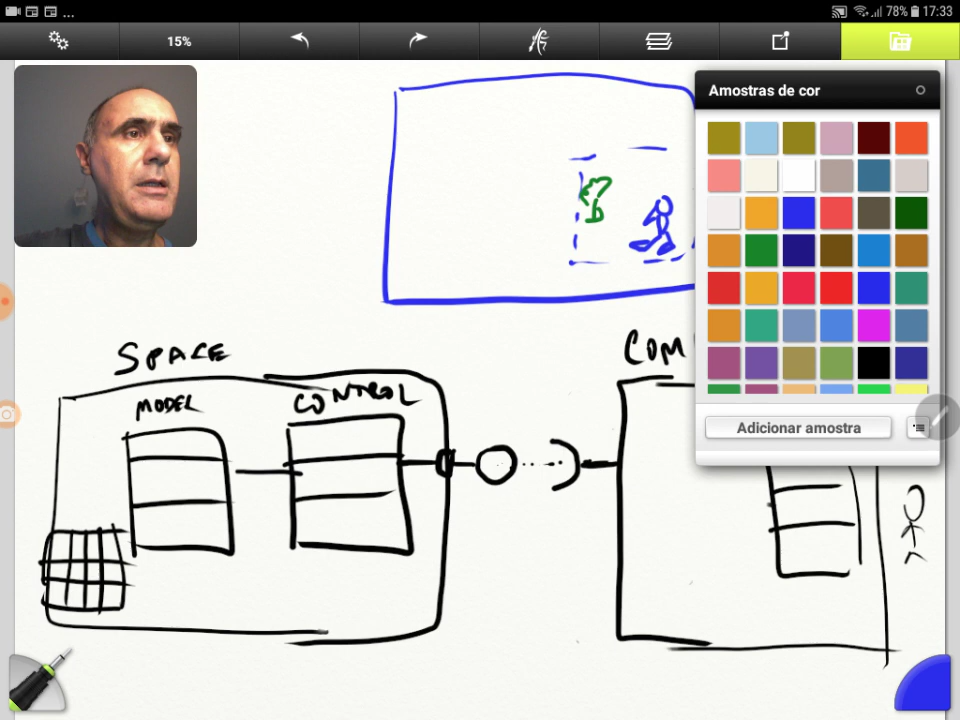 ... 78% 17:33
15%
Amostras de cor
SPACE
COM
MODEL
CONTROL
Adicionar amostra